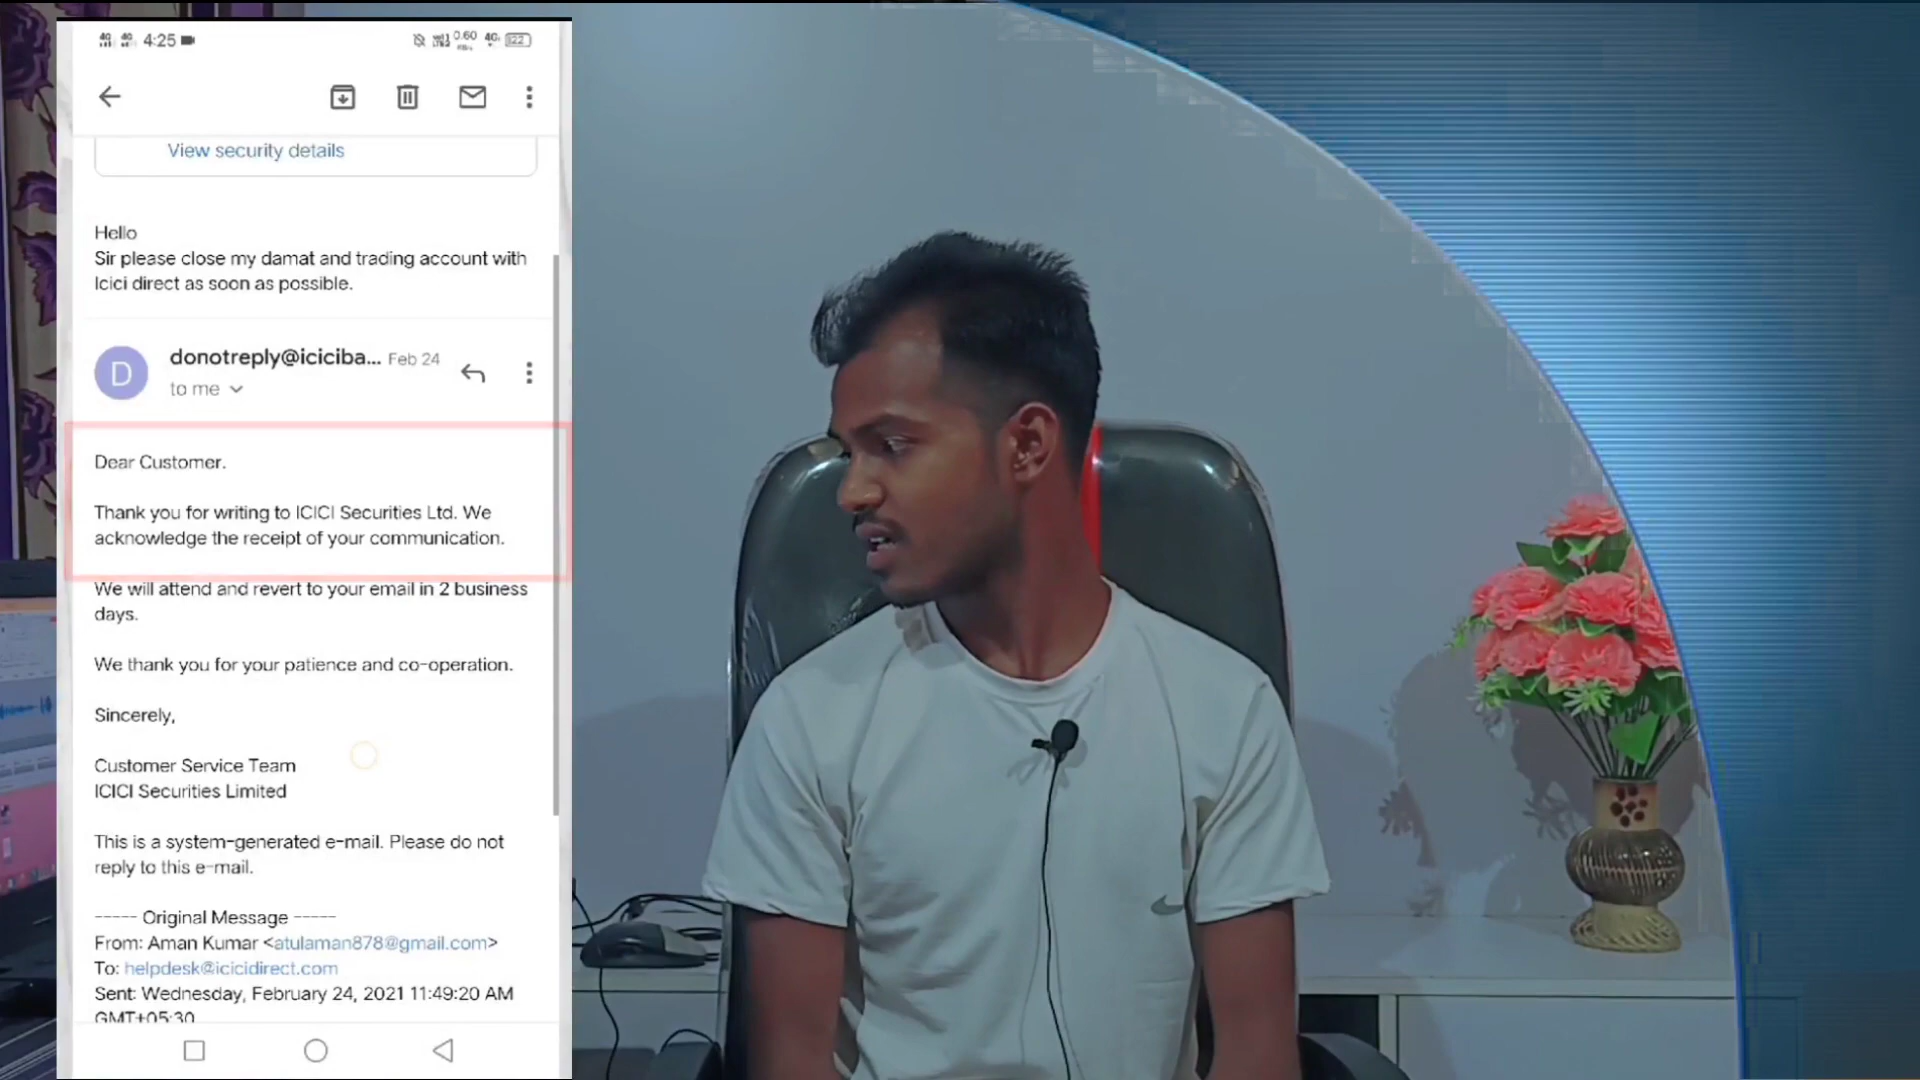 4:25
0.60
4G
22
View security details
Hello
Sir please close my damat and trading account with
Icici direct as soon as possible.
D
donotreply@iciciba... Feb 24
to me
Dear Customer.
Thank you for writing to ICICI Securities Ltd. We
acknowledge the receipt of your communication.
We will attend and revert to your email in 2 business
days.
We thank you for your patience and co-operation.
Sincerely,
Customer Service Team
ICICI Securities Limited
This is a system-generated e-mail. Please do not
reply to this e-mail.
----- Original Message -----
From: Aman Kumar <atulaman878@gmail.com>
To: helpdesk@icicidirect.com
Sent: Wednesday, February 24, 2021 11:49:20 AM
GMT+05:30